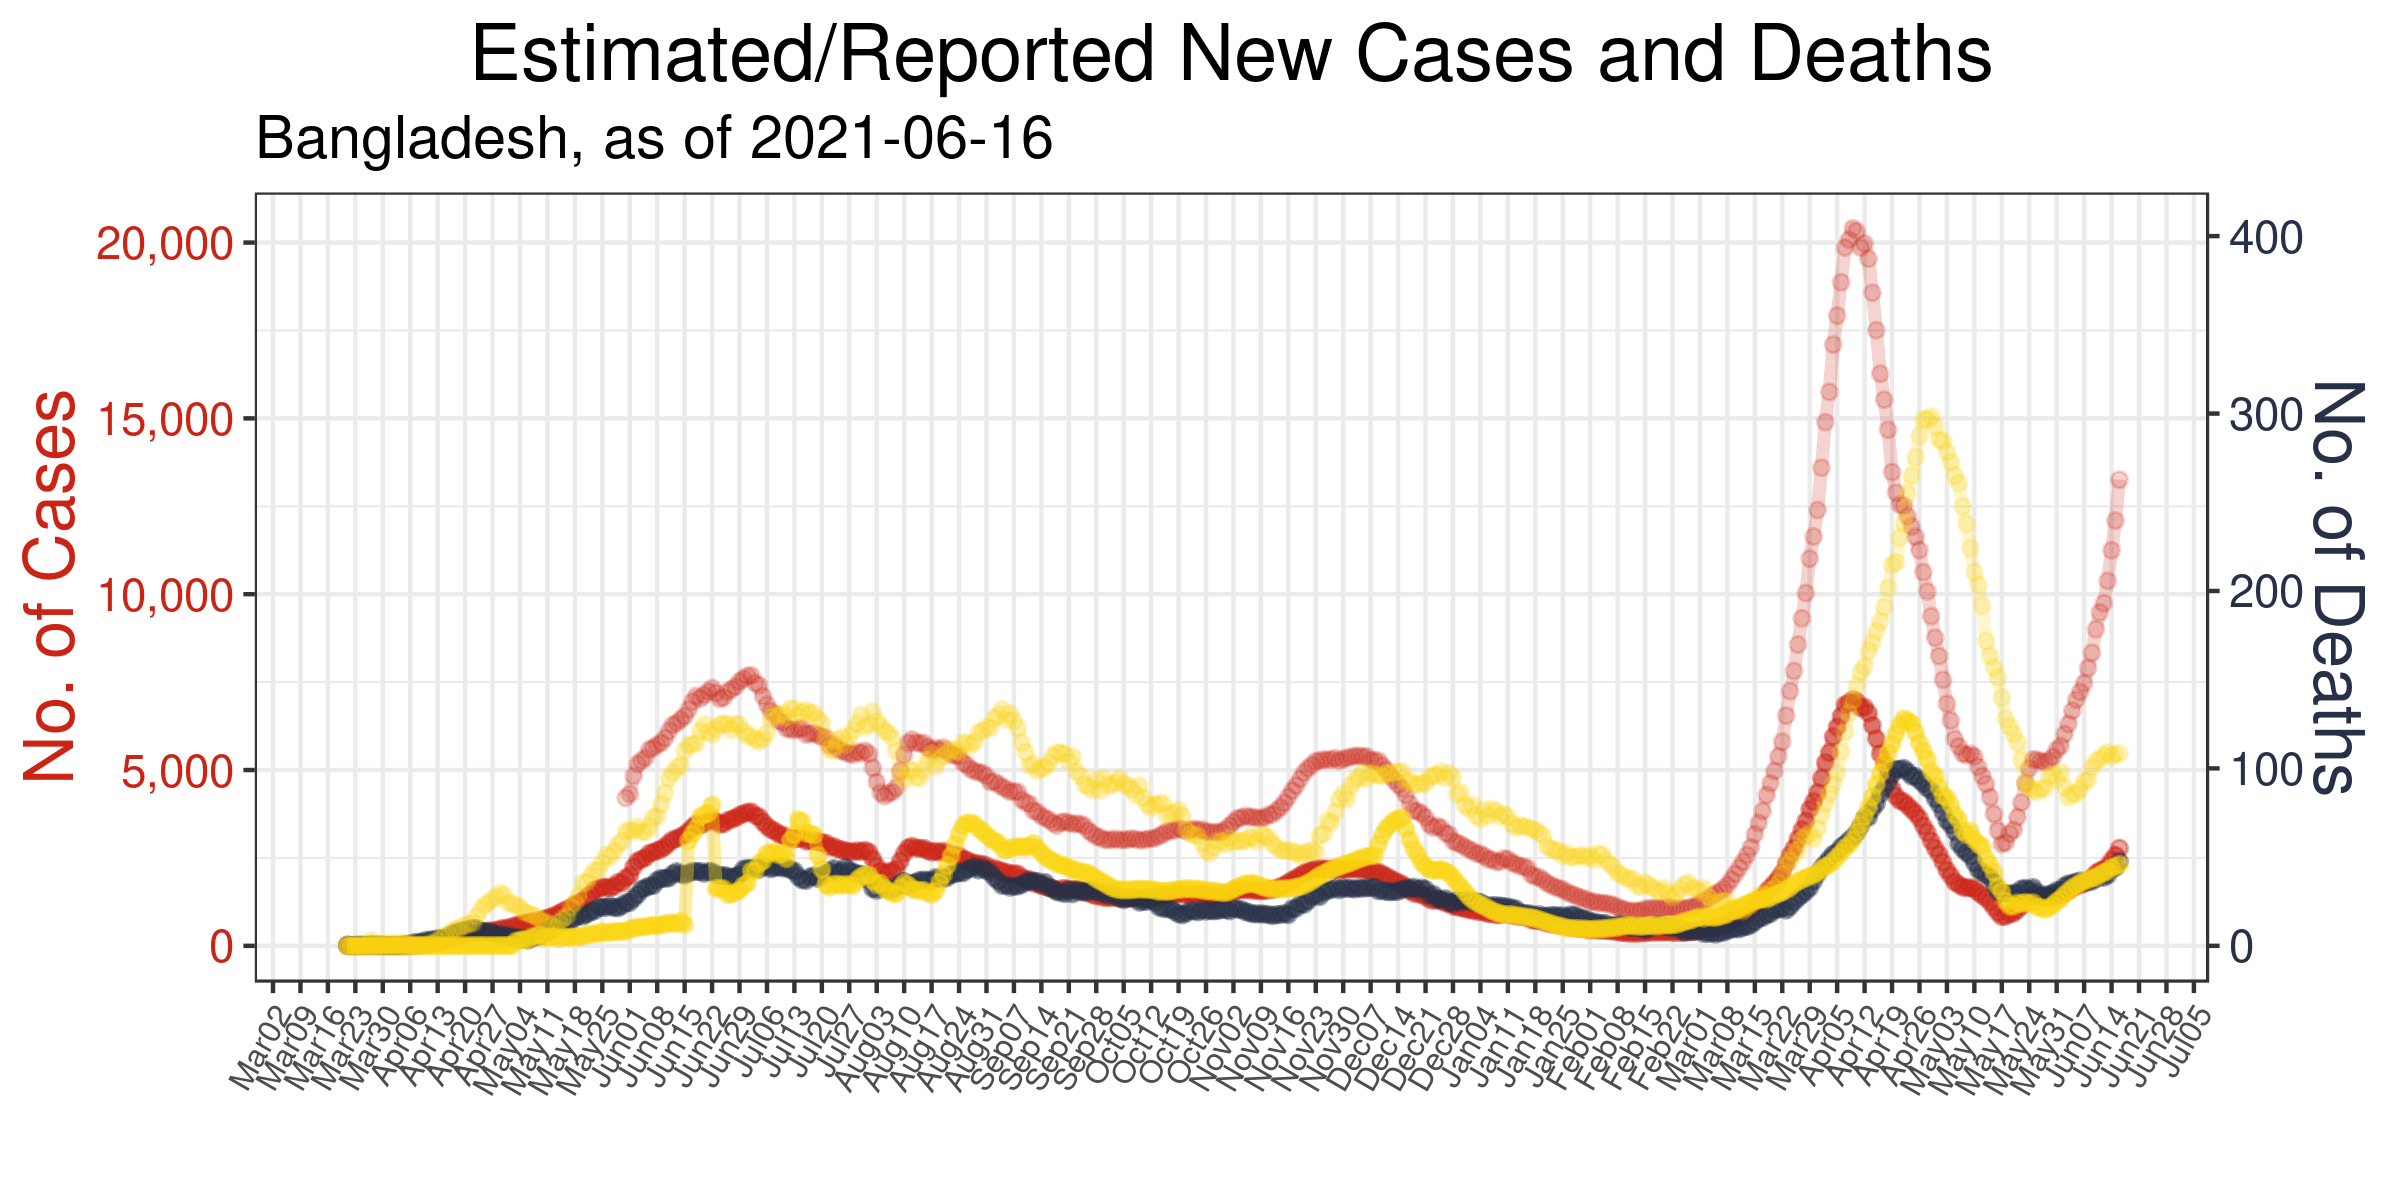 Estimated/Reported New Cases and Deaths
Bangladesh, as of 2021-06-16
No. of Cases
20,000
15,000
10,000
5,000
0
400
300
200
100
0
No. of Deaths
Mar02
Mar09
Mar16
Mar23
Mar30
Apr06
Apr13
Apr20
Apr27
May04
May11
May18
May25
Jun01
Jun08
Jun15
Jun22
Jun29
Jul06
Jul13
Jul20
Jul27
Aug03
Aug10
Aug17
Aug24
Aug31
Sep07
Sep14
Sep21
Sep28
Oct05
Oct12
Oct19
Oct26
Nov02
Nov09
Nov16
Nov23
Nov30
Dec07
Dec14
Dec21
Dec28
Jan04
Jan11
Jan18
Jan25
Feb01
Feb08
Feb15
Feb22
Mar01
Mar08
Mar15
Mar22
Mar29
Apr05
Apr12
Apr19
Apr26
May03
May10
May17
May24
May31
Jun07
Jun14
Jun21
Jun28
Jul05